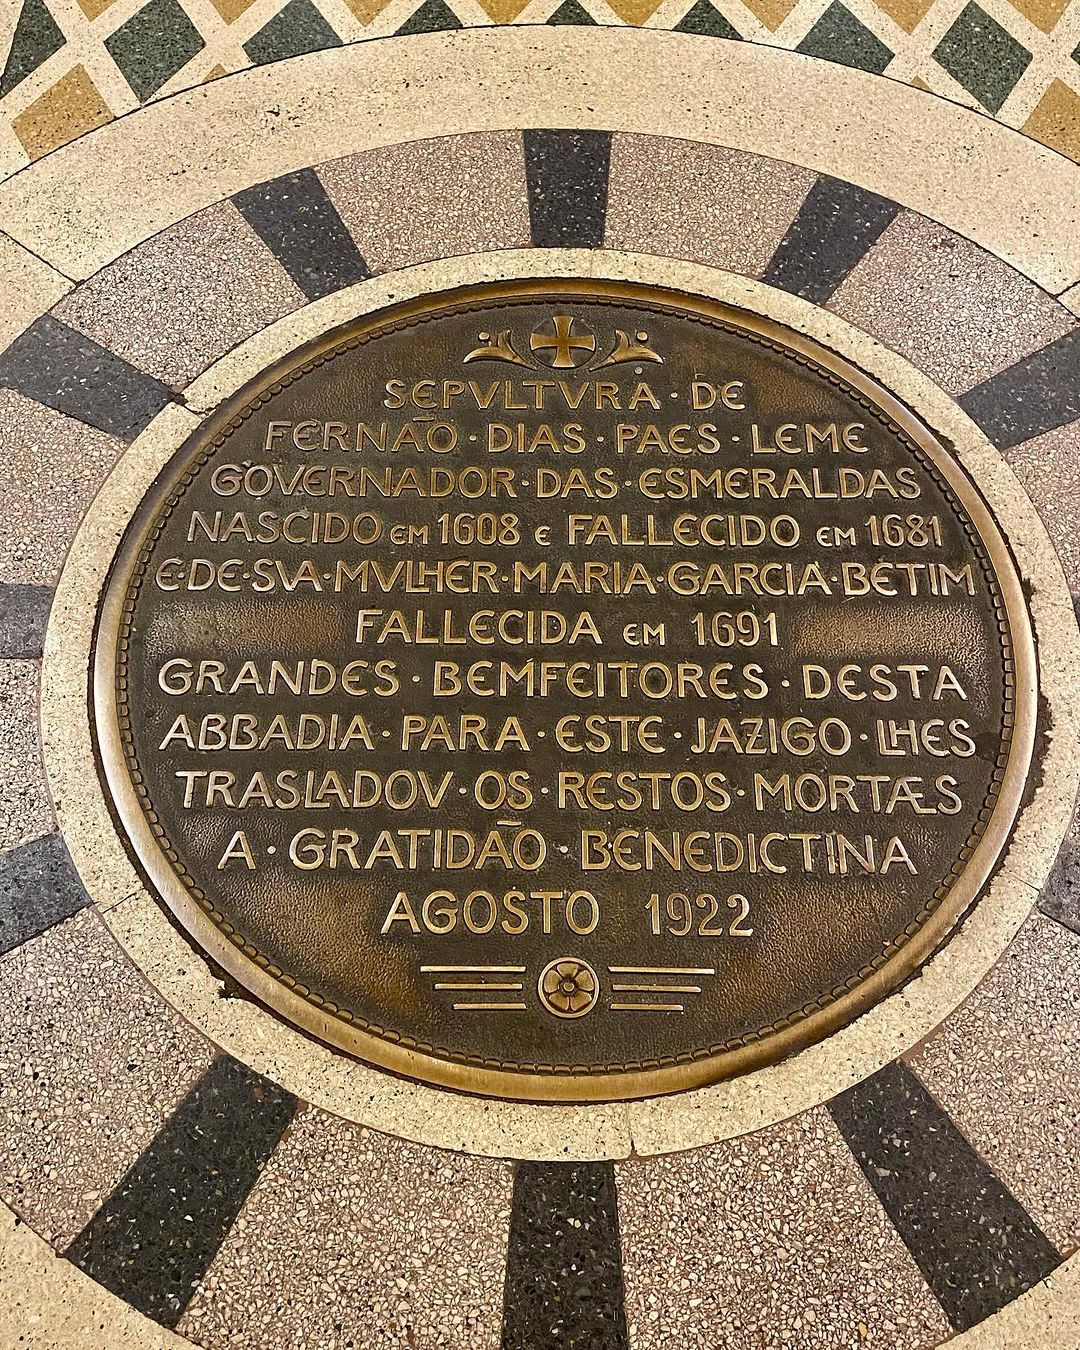 SEPVLTVRA · DE
FERNÃO · DIAS · PAES · LEME
GOVERNADOR · DAS · ESMERALDAS
NASCIDO EM 1608 E FALLECIDO EM 1681
E · DE · SVA · MVLHER · MARIA · GARCIA · BETIM
FALLECIDA EM 1691
GRANDES · BEMFEITORES · DESTA
ABBADIA · PARA · ESTE · JAZIGO · LHES
TRASLADOV · OS · RESTOS · MORTÆS
A · GRATIDÃO · BENEDICTINA
AGOSTO 1922